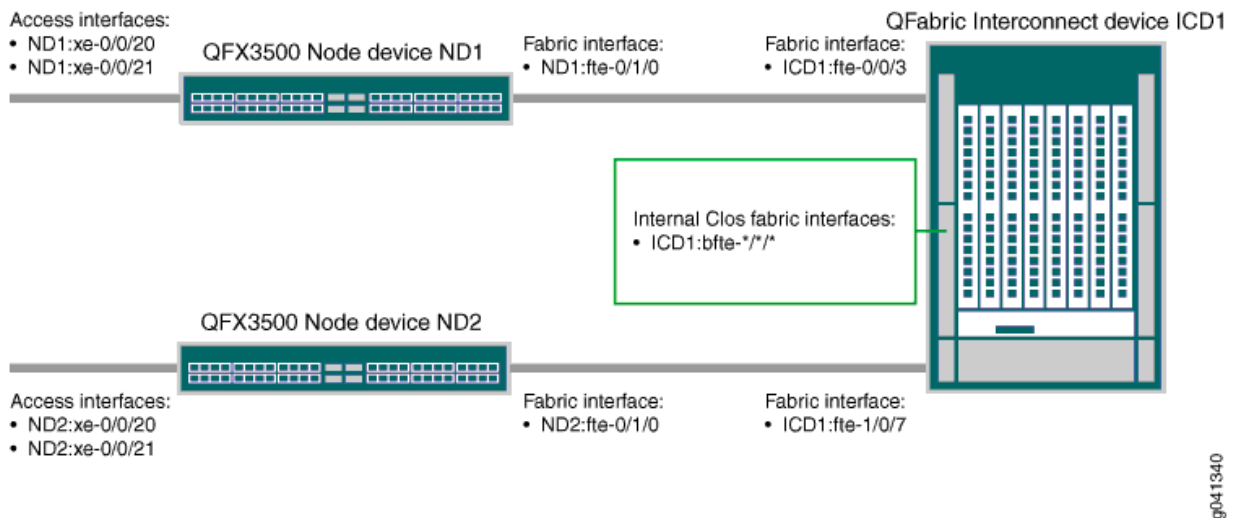 Access interfaces:
• ND1:xe-0/0/20
• ND1:xe-0/0/21
QFX3500 Node device ND1
Fabric interface:
• ND1:fte-0/1/0
Fabric interface:
• ICD1:fte-0/0/3
QFabric Interconnect device ICD1
Internal Clos fabric interfaces:
• ICD1:bfte-*/*/*
QFX3500 Node device ND2
Access interfaces:
• ND2:xe-0/0/20
• ND2:xe-0/0/21
Fabric interface:
• ND2:fte-0/1/0
Fabric interface:
• ICD1:fte-1/0/7
g041340